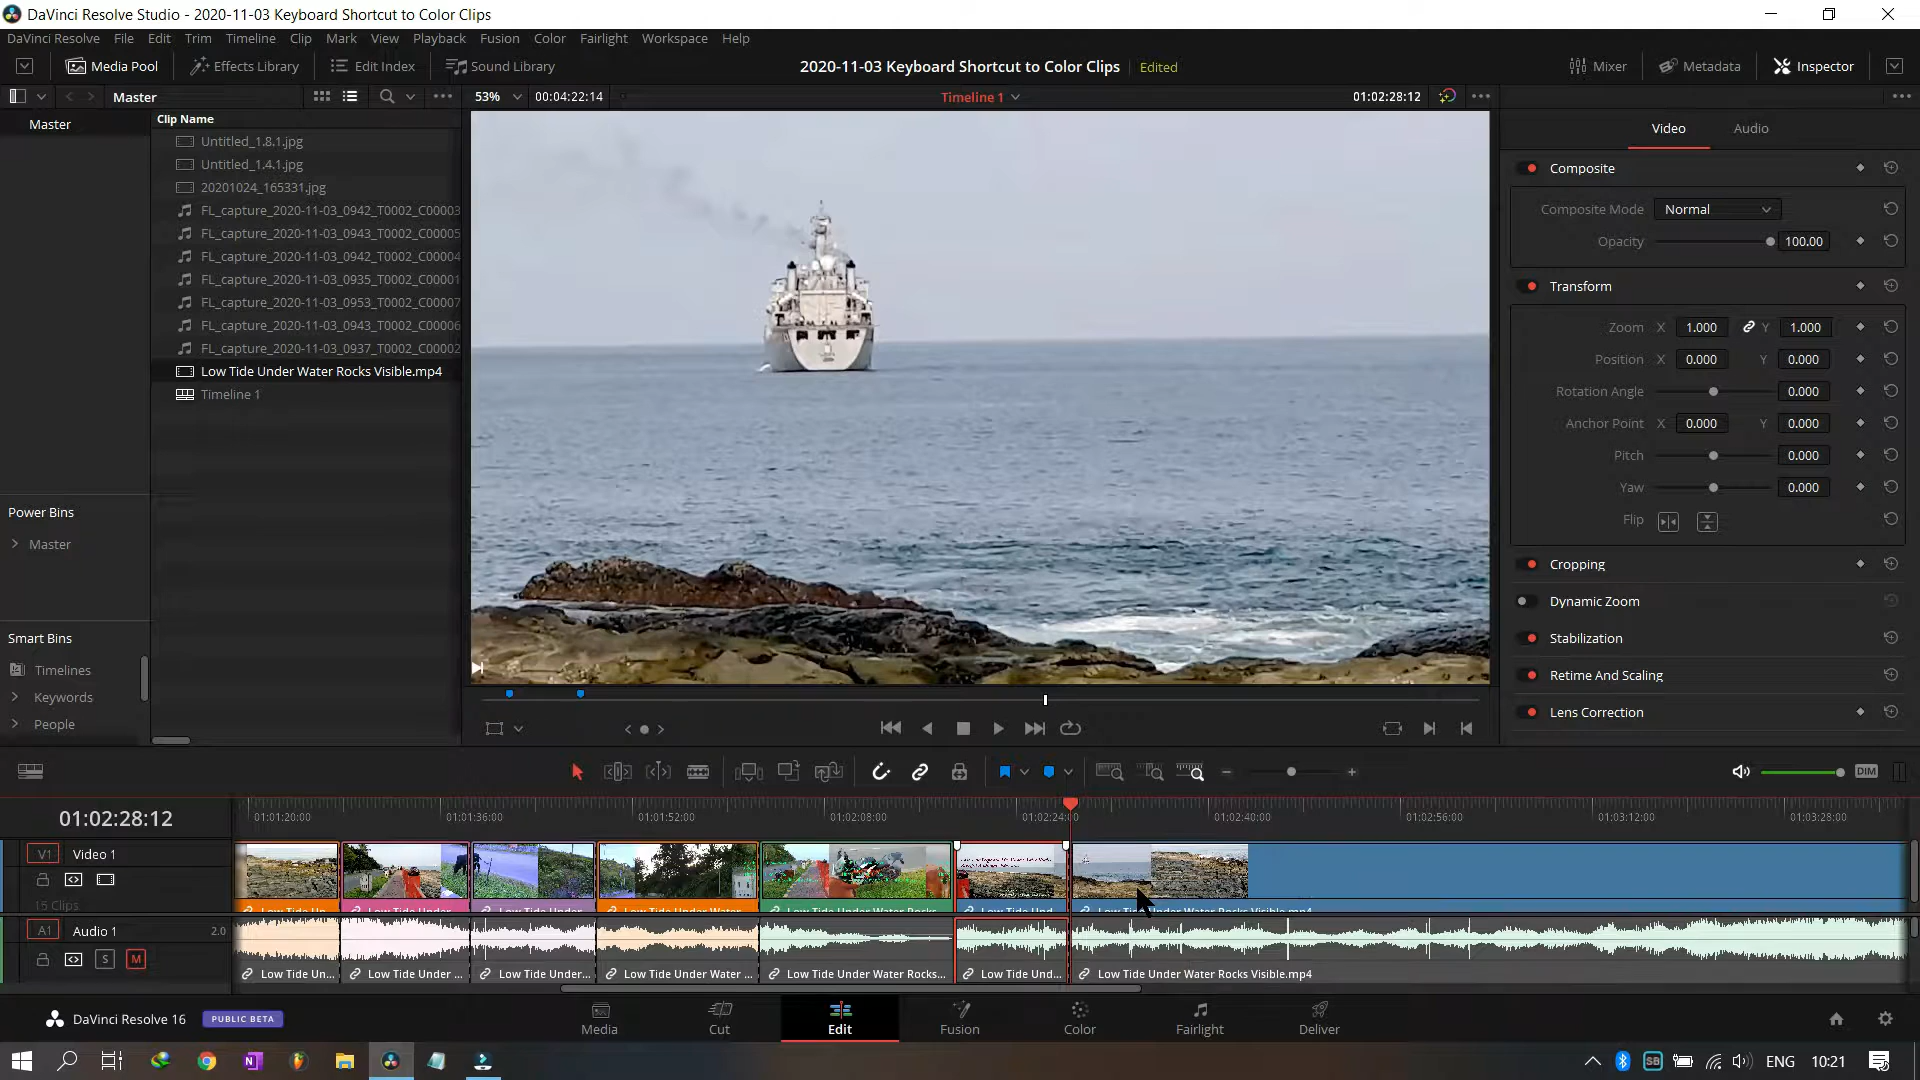 DaVinci Resolve Studio - 2020-11-03 Keyboard Shortcut to Color Clips
DaVinci Resolve File Edit Trim Timeline Clip Mark View Playback Fusion Color Fairlight Workspace Help
Media Pool Effects Library Edit Index Sound Library 2020-11-03 Keyboard Shortcut to Color Clips Edited Mixer Metadata Inspector
Master 53% 00:04:22:14 Timeline 1 01:02:28:12
Master
Clip Name
Untitled_1.8.1.jpg
Untitled_1.4.1.jpg
20201024_165331.jpg
FL_capture_2020-11-03_0942_T0002_C00003
FL_capture_2020-11-03_0943_T0002_C00005
FL_capture_2020-11-03_0942_T0002_C00004
FL_capture_2020-11-03_0935_T0002_C00001
FL_capture_2020-11-03_0953_T0002_C00007
FL_capture_2020-11-03_0943_T0002_C00006
FL_capture_2020-11-03_0937_T0002_C00002
Low Tide Under Water Rocks Visible.mp4
Timeline 1
Power Bins
Master
Smart Bins
Timelines
Keywords
People
Video Audio
Composite
Composite Mode Normal
Opacity 100.00
Transform
Zoom X 1.000 Y 1.000
Position X 0.000 Y 0.000
Rotation Angle 0.000
Anchor Point X 0.000 Y 0.000
Pitch 0.000
Yaw 0.000
Flip
Cropping
Dynamic Zoom
Stabilization
Retime And Scaling
Lens Correction
DIM
01:02:28:12
01:01:20:00 01:01:36:00 01:01:52:00 01:02:08:00 01:02:24:00 01:02:40:00 01:02:56:00 01:03:12:00 01:03:28:00
V1 Video 1
15 Clips
A1 Audio 1 2.0
S M
Low Tide Un... Low Tide Under ... Low Tide Under... Low Tide Under Water ... Low Tide Under Water Rocks... Low Tide Und... Low Tide Under Water Rocks Visible.mp4
DaVinci Resolve 16 PUBLIC BETA
Media Cut Edit Fusion Color Fairlight Deliver
ENG 10:21